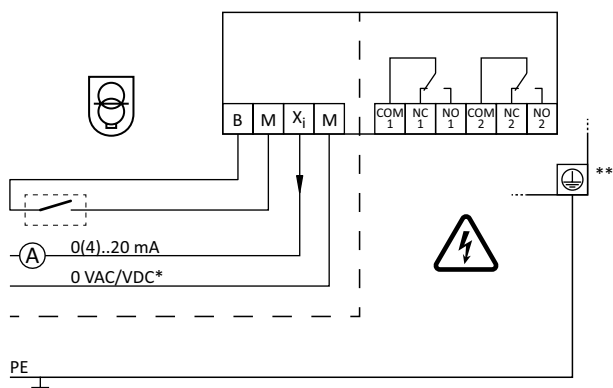 B M Xi M
COM 1 NC 1 NO 1 COM 2 NC 2 NO 2
**
A 0(4)..20 mA
0 VAC/VDC*
PE